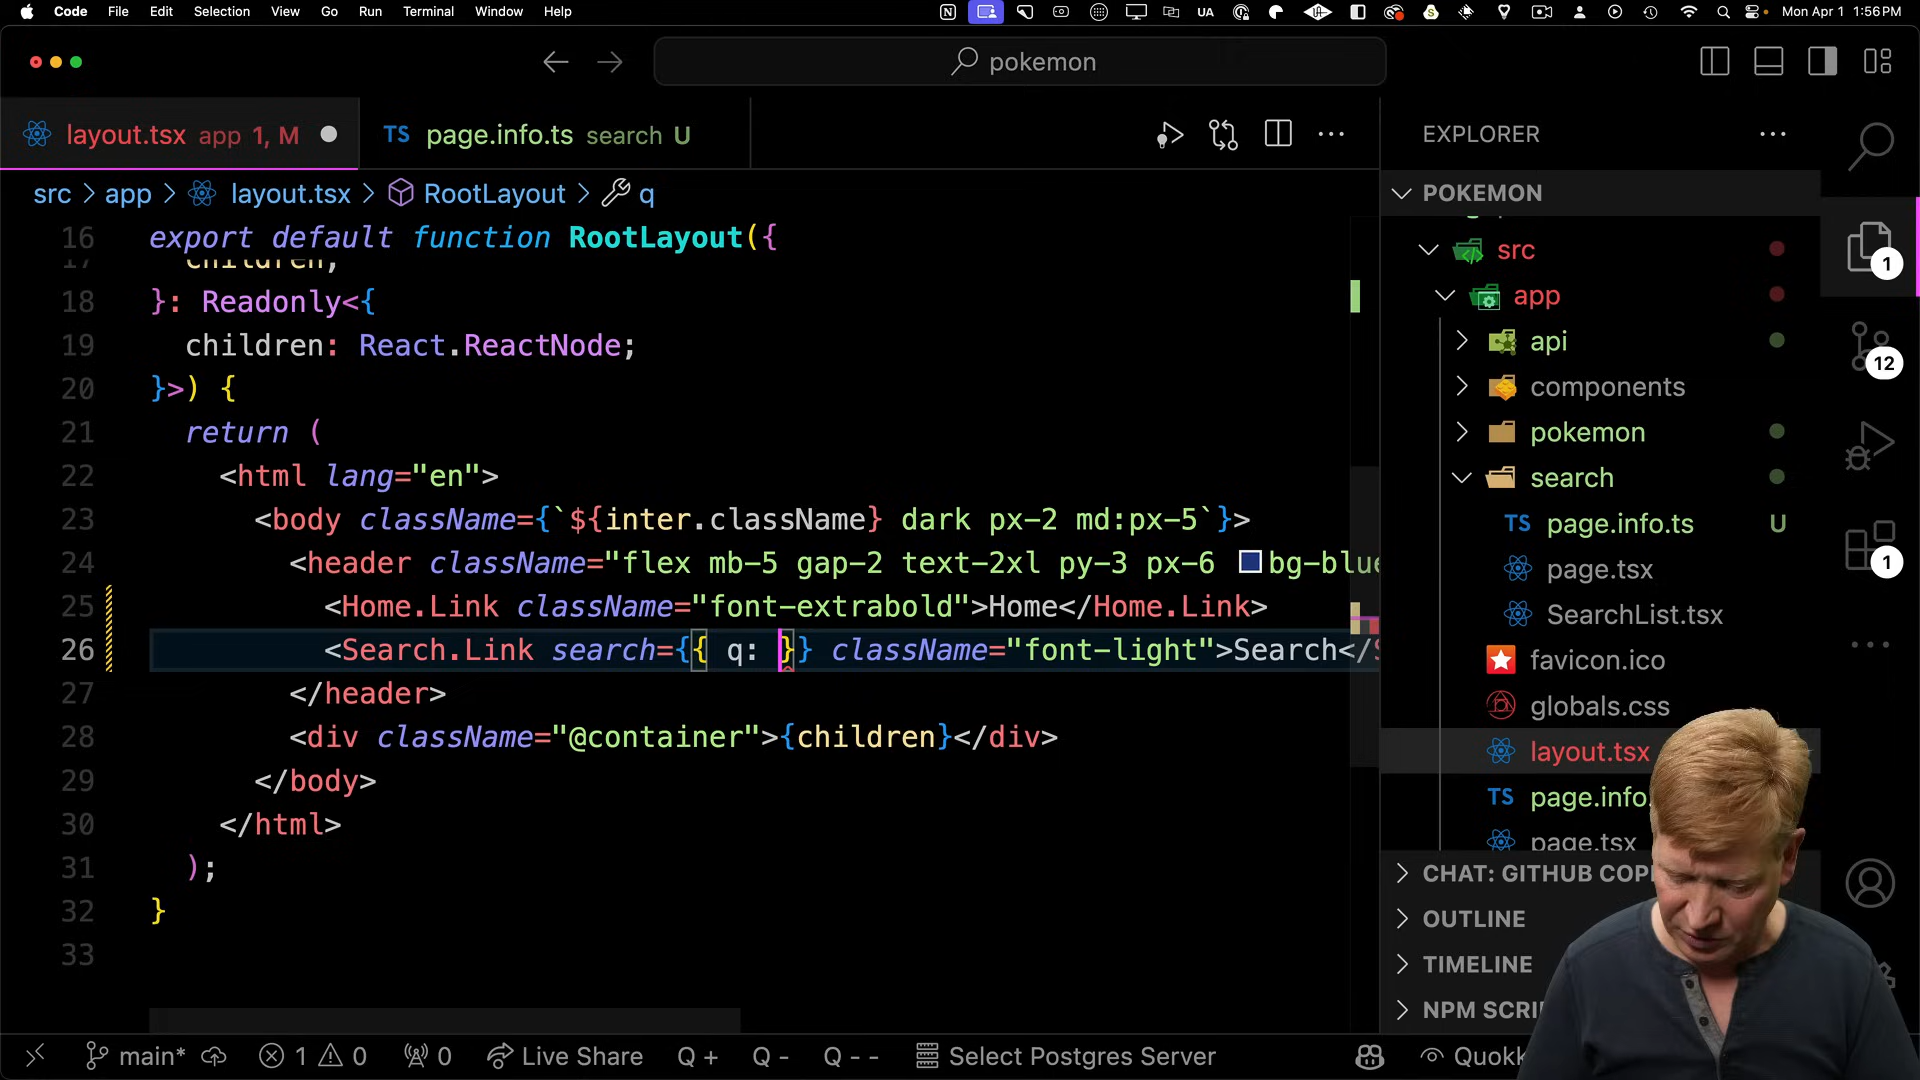 Code File Edit Selection View Go Run Terminal Window Help UA Mon Apr 1 1:56 PM
pokemon
layout.tsx app 1, M
TS page.info.ts search U
EXPLORER
src > app > layout.tsx > RootLayout > q
POKEMON
16 export default function RootLayout({
17 children,
18 }: Readonly<{
19 children: React.ReactNode;
20 }>) {
21 return (
22 <html lang="en">
23 <body className={`${inter.className} dark px-2 md:px-5`}>
24 <header className="flex mb-5 gap-2 text-2xl py-3 px-6 bg-blue
25 <Home.Link className="font-extrabold">Home</Home.Link>
26 <Search.Link search={{ q: }} className="font-light">Search</S
27 </header>
28 <div className="@container">{children}</div>
29 </body>
30 </html>
31 );
32 }
33
src
app
api
components
pokemon
search
TS page.info.ts U
page.tsx
SearchList.tsx
favicon.ico
globals.css
layout.tsx
TS page.info.
page.tsx
CHAT: GITHUB COP
OUTLINE
TIMELINE
NPM SCRI
1
12
1
main* 1 0 0 Live Share Q + Q - Q - - Select Postgres Server Quokk